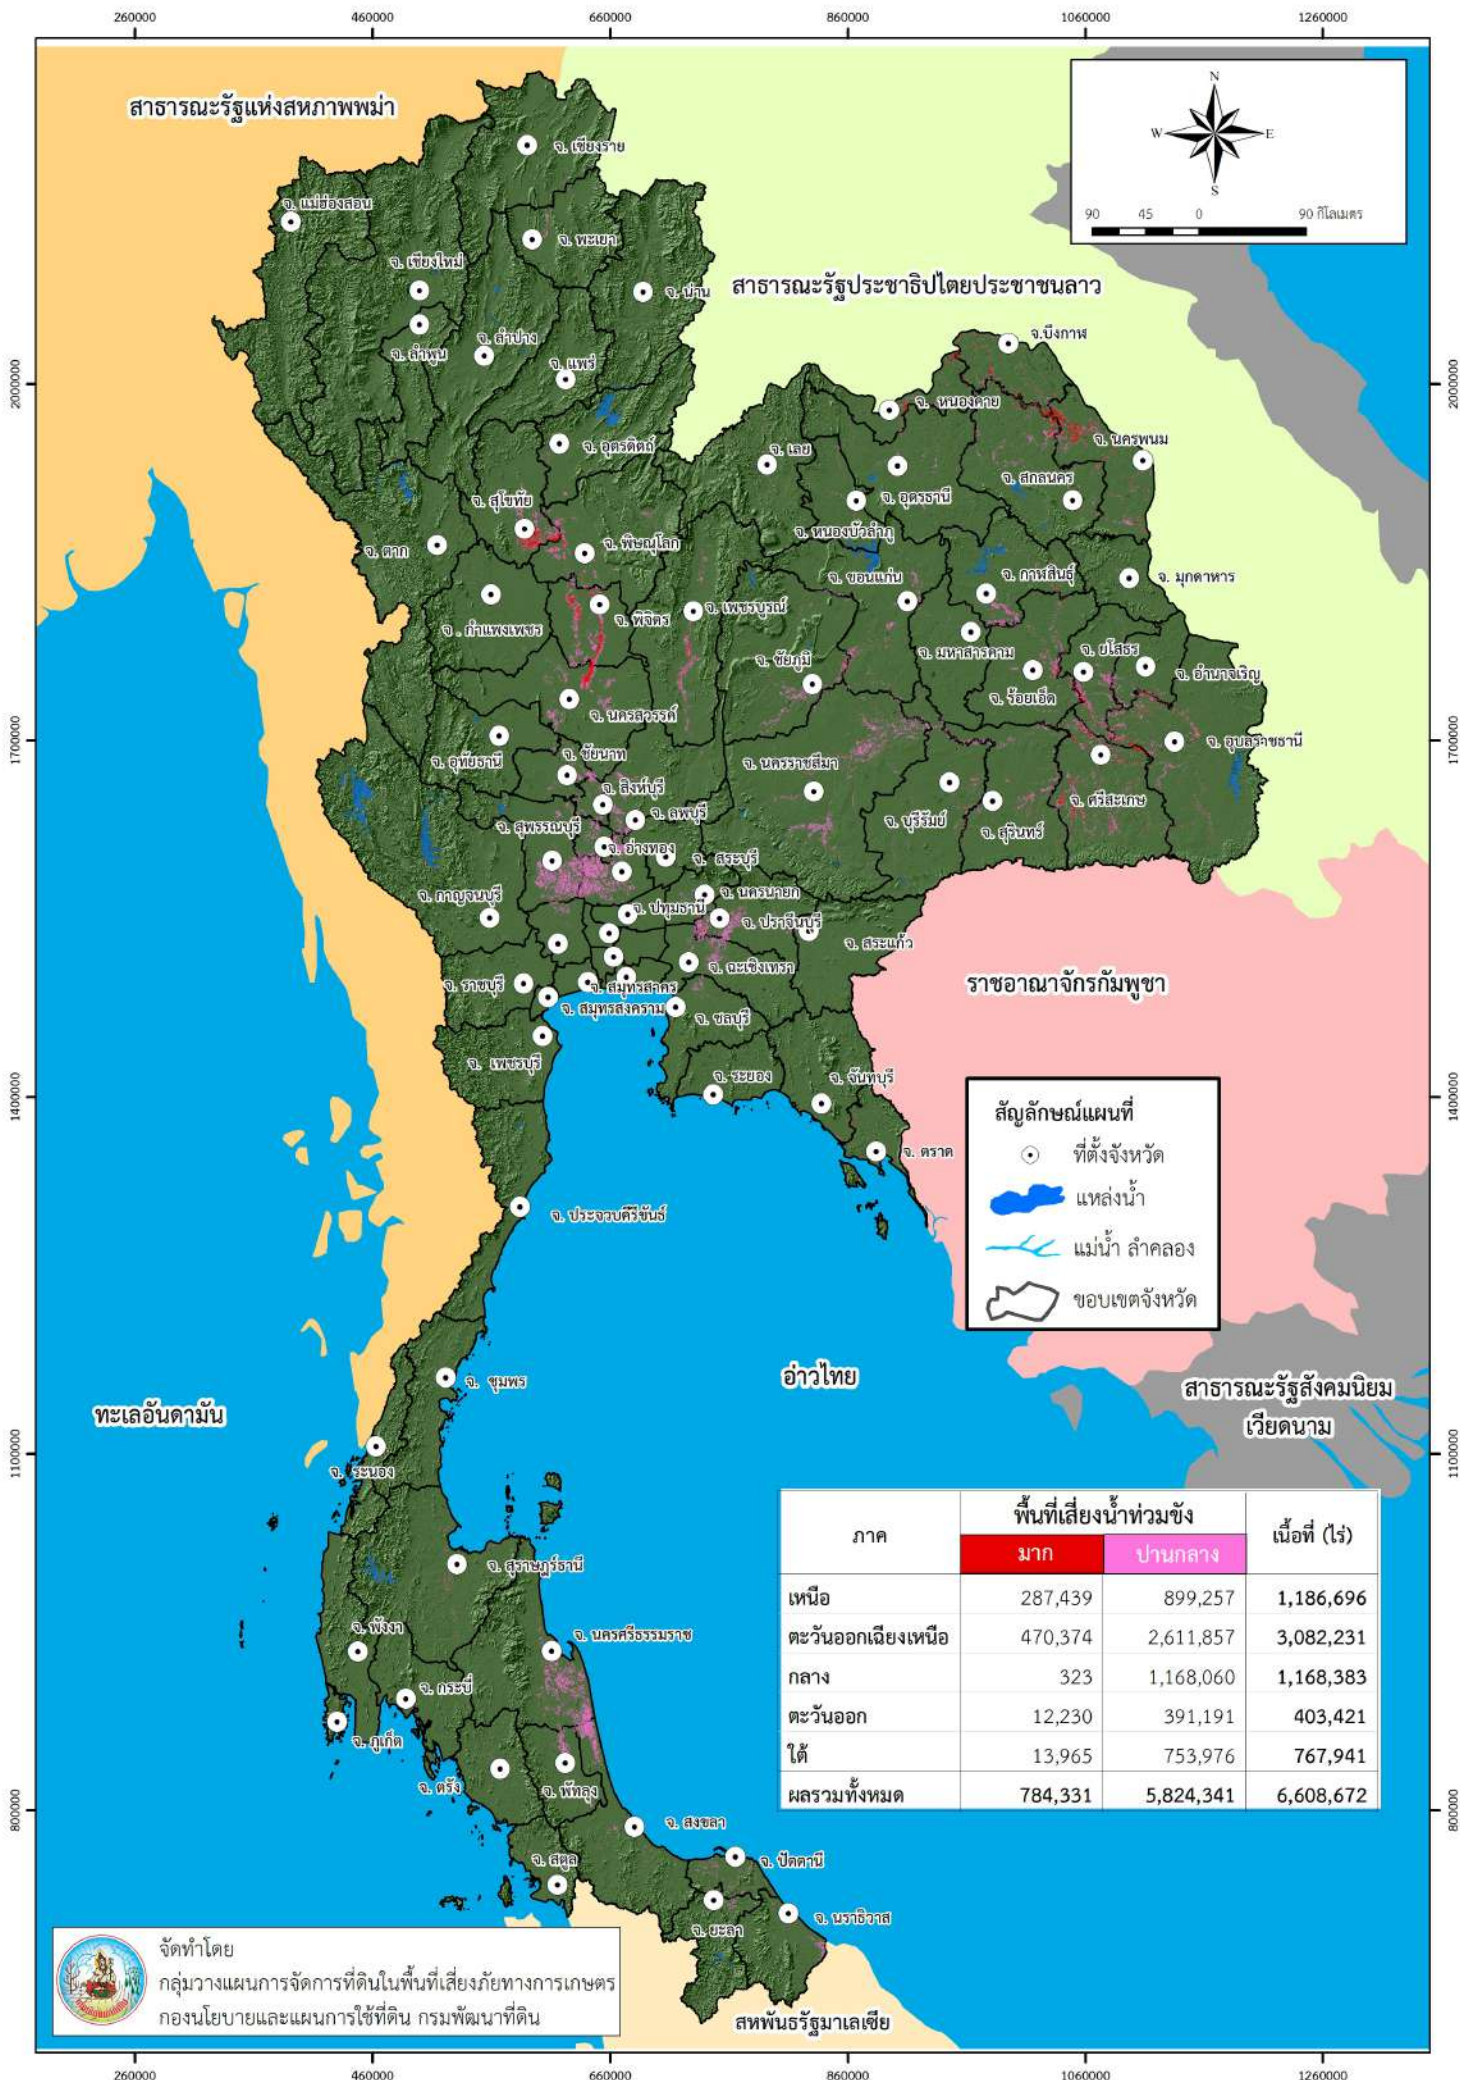 260000 460000 660000 860000 1060000 1260000
สาธารณะรัฐแห่งสหภาพพม่า
N
W E
S
90 45 0 90 กิโลเมตร
จ. เชียงราย
จ. แม่ฮ่องสอน
จ. พะเยา
จ. เชียงใหม่
จ. น่าน
สาธารณะรัฐประชาธิปไตยประชาชนลาว
จ. ลำพูน
จ. ลำปาง
จ. แพร่
จ.บึงกาฬ
2000000
2000000
จ. หนองคาย
จ. อุตรดิตถ์
จ. เลย
จ. นครพนม
จ. สกลนคร
จ. อุดรธานี
จ. สุโขทัย
จ. หนองบัวลำภู
จ. ตาก
จ. พิษณุโลก
จ. ขอนแก่น
จ. กาฬสินธุ์
จ. มุกดาหาร
จ . กำแพงเพชร
จ. พิจิตร
จ. เพชรบูรณ์
จ. มหาสารคาม
จ. ยโสธร
จ. ชัยภูมิ
จ. อำนาจเจริญ
จ. ร้อยเอ็ด
จ. นครสวรรค์
1700000
1700000
จ. อุทัยธานี
จ. ชัยนาท
จ. นครราชสีมา
จ. อุบลราชธานี
จ. สิงห์บุรี
จ. ลพบุรี
จ. บุรีรัมย์
จ. ศรีสะเกษ
จ. สุรินทร์
จ. สุพรรณบุรี
จ. อ่างทอง
จ. สระบุรี
จ. กาญจนบุรี
จ. นครนายก
จ. ปทุมธานี
จ. ปราจีนบุรี
จ. สระแก้ว
จ. ฉะเชิงเทรา
จ. ราชบุรี
จ. สมุทรสาคร
จ. สมุทรสงคราม
จ. ชลบุรี
ราชอาณาจักรกัมพูชา
จ. เพชรบุรี
จ. ระยอง
จ. จันทบุรี
1400000
1400000
จ. ตราด
สัญลักษณ์แผนที่
ที่ตั้งจังหวัด
แหล่งน้ำ
แม่น้ำ ลำคลอง
ขอบเขตจังหวัด
จ. ประจวบคีรีขันธ์
อ่าวไทย
จ. ชุมพร
ทะเลอันดามัน
สาธารณะรัฐสังคมนิยม
เวียดนาม
1100000
1100000
จ. ระนอง
ภาค พื้นที่เสี่ยงน้ำท่วมขัง เนื้อที่ (ไร่)
มาก ปานกลาง
เหนือ 287,439 899,257 1,186,696
ตะวันออกเฉียงเหนือ 470,374 2,611,857 3,082,231
กลาง 323 1,168,060 1,168,383
ตะวันออก 12,230 391,191 403,421
ใต้ 13,965 753,976 767,941
ผลรวมทั้งหมด 784,331 5,824,341 6,608,672
จ. สุราษฎร์ธานี
จ. พังงา
จ. นครศรีธรรมราช
จ. กระบี่
จ. ภูเก็ต
จ. ตรัง
จ. พัทลุง
800000
800000
จ. สงขลา
จ. สตูล
จ. ปัตตานี
จ. ยะลา
จ. นราธิวาส
สหพันธรัฐมาเลเซีย
จัดทำโดย
กลุ่มวางแผนการจัดการที่ดินในพื้นที่เสี่ยงภัยทางการเกษตร
กองนโยบายและแผนการใช้ที่ดิน กรมพัฒนาที่ดิน
260000 460000 660000 860000 1060000 1260000